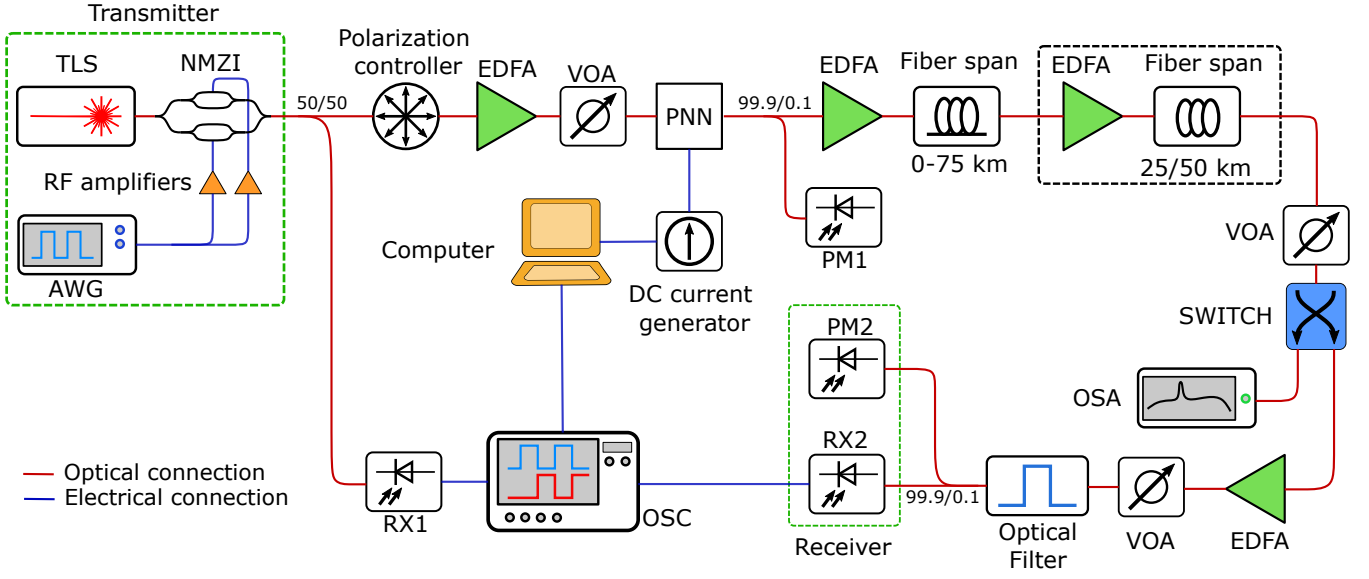 Transmitter
TLS
NMZI
RF amplifiers
AWG
50/50
Polarization
controller
EDFA
VOA
PNN
99.9/0.1
EDFA
Fiber span
0-75 km
EDFA
Fiber span
25/50 km
PM1
Computer
DC current
generator
VOA
SWITCH
OSA
PM2
RX2
Receiver
99.9/0.1
Optical
Filter
VOA
EDFA
RX1
OSC
Optical connection
Electrical connection